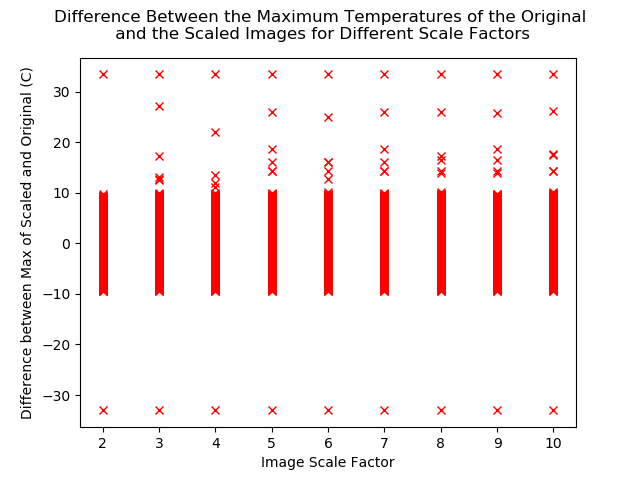 Difference Between the Maximum Temperatures of the Original
and the Scaled Images for Different Scale Factors
Difference between Max of Scaled and Original (C)
30
20
10
0
−10
−20
−30
2 3 4 5 6 7 8 9 10
Image Scale Factor